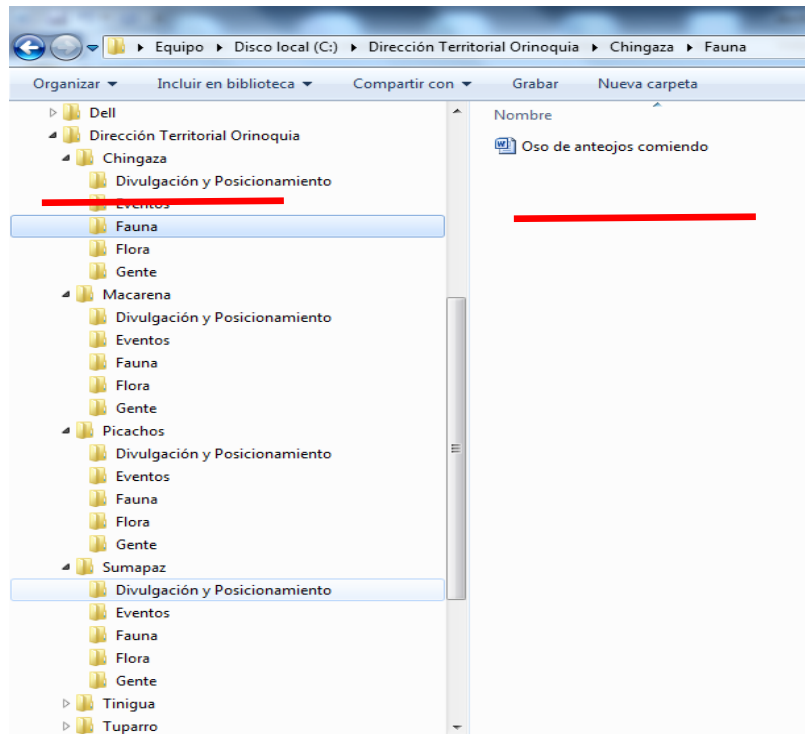 Equipo Disco local (C:) Dirección Territorial Orinoquia Chingaza Fauna
Organizar Incluir en biblioteca Compartir con Grabar Nueva carpeta
Dell
Dirección Territorial Orinoquia
Chingaza
Divulgación y Posicionamiento
Eventos
Fauna
Flora
Gente
Macarena
Divulgación y Posicionamiento
Eventos
Fauna
Flora
Gente
Picachos
Divulgación y Posicionamiento
Eventos
Fauna
Flora
Gente
Sumapaz
Divulgación y Posicionamiento
Eventos
Fauna
Flora
Gente
Tinigua
Tuparro
Nombre
Oso de anteojos comiendo